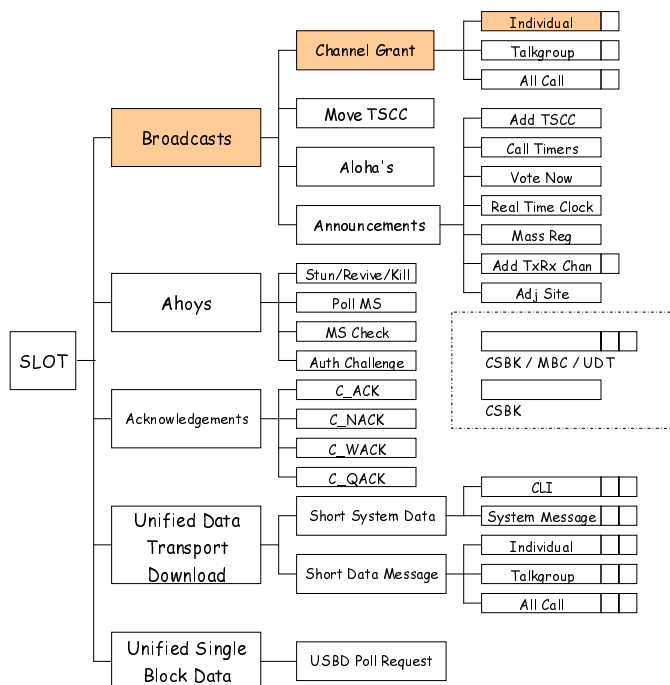 SLOT
Broadcasts
Channel Grant
Individual
Talkgroup
All Call
Move TSCC
Aloha's
Announcements
Add TSCC
Call Timers
Vote Now
Real Time Clock
Mass Reg
Add TxRx Chan
Adj Site
Ahoys
Stun/Revive/Kill
Poll MS
MS Check
Auth Challenge
CSBK / MBC / UDT
CSBK
Acknowledgements
C_ACK
C_NACK
C_WACK
C_QACK
Unified Data
Transport
Download
Short System Data
CLI
System Message
Short Data Message
Individual
Talkgroup
All Call
Unified Single
Block Data
USBD Poll Request